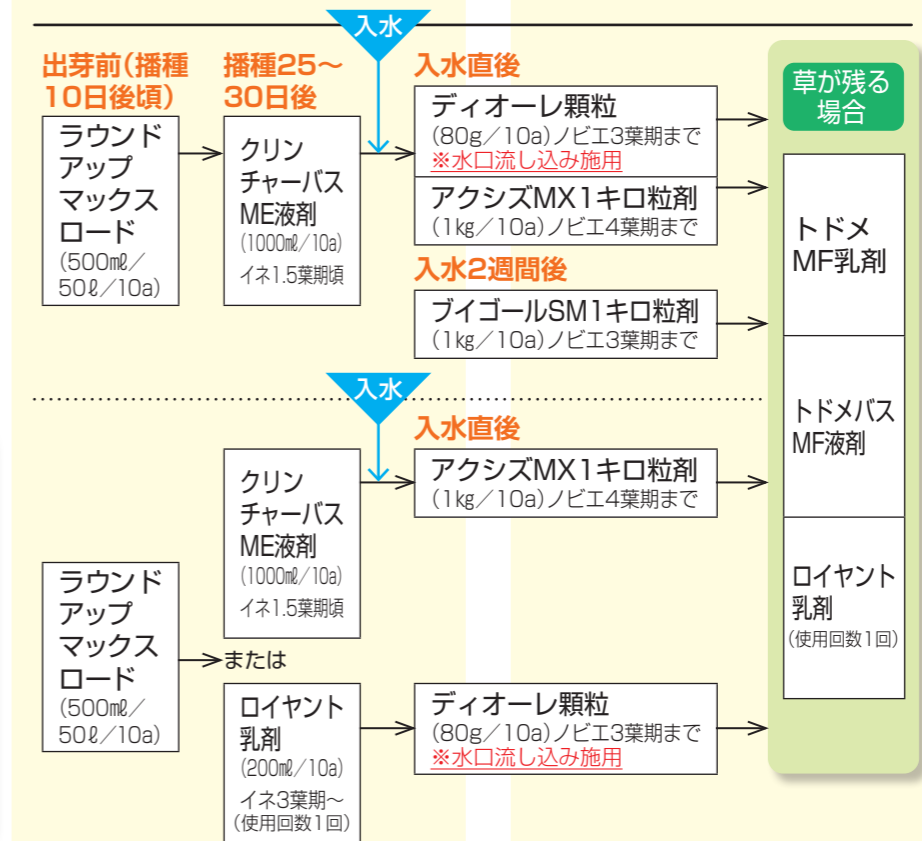 入水
出芽前(播種
10日後頃)
播種25～
30日後
入水直後
草が残る
場合
ラウンド
アップ
マックス
ロード
(500㎖／
50ℓ／10a)
クリン
チャーバス
ME液剤
(1000㎖/10a)
イネ1.5葉期頃
ディオーレ顆粒
(80g／10a)ノビエ3葉期まで
※水口流し込み施用
アクシズMX1キロ粒剤
(1㎏／10a)ノビエ4葉期まで
入水2週間後
ブイゴールSM1キロ粒剤
(1㎏／10a)ノビエ3葉期まで
トドメ
MF乳剤
トドメバス
MF液剤
ロイヤント
乳剤
(使用回数1回)
入水
入水直後
クリン
チャーバス
ME液剤
(1000㎖/10a)
イネ1.5葉期頃
アクシズMX1キロ粒剤
(1㎏／10a)ノビエ4葉期まで
ラウンド
アップ
マックス
ロード
(500㎖／
50ℓ／10a)
または
ロイヤント
乳剤
(200㎖/10a)
イネ3葉期～
(使用回数1回)
ディオーレ顆粒
(80g／10a)ノビエ3葉期まで
※水口流し込み施用